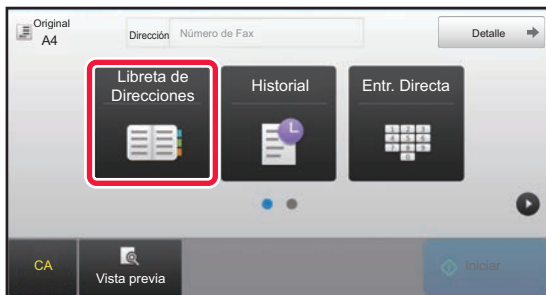 Original
A4
Dirección
Número de Fax
Detalle
Libreta de
Direcciones
Historial
Entr. Directa
1 2 3
4 5 6
7 8 9
0
CA
Vista previa
Iniciar